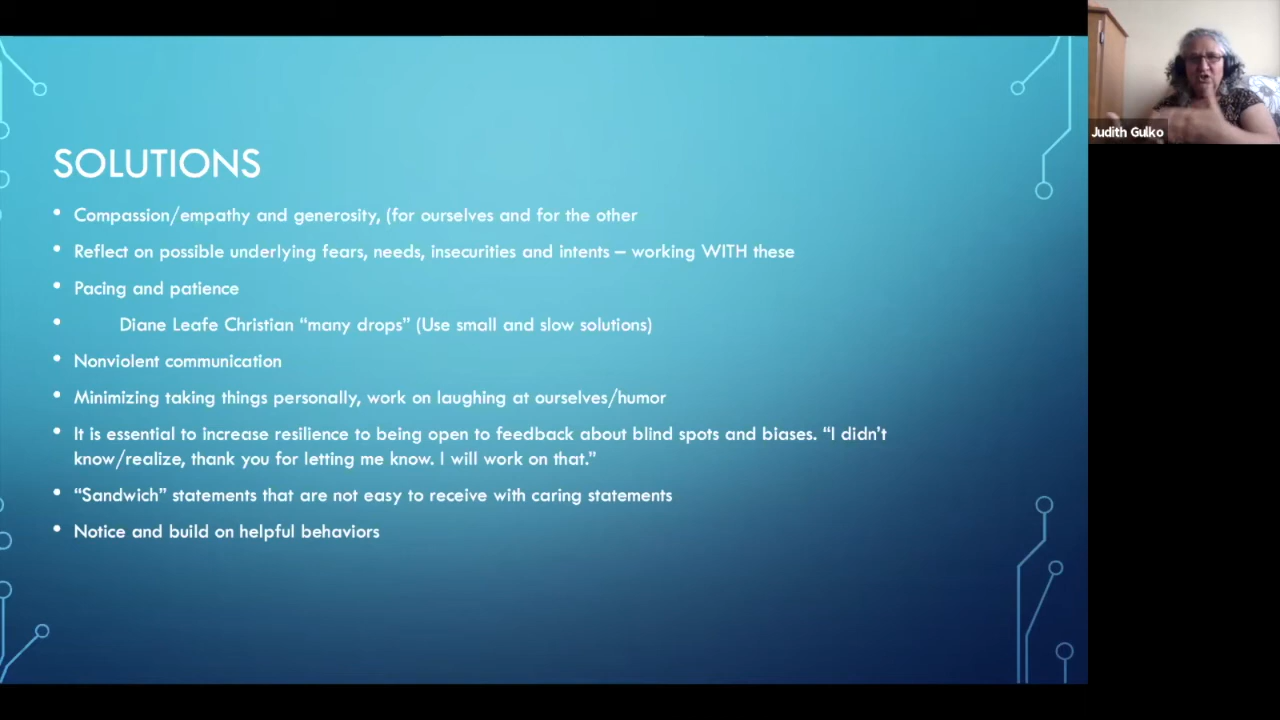 SOLUTIONS
• Compassion/empathy and generosity, (for ourselves and for the other
• Reflect on possible underlying fears, needs, insecurities and intents – working WITH these
• Pacing and patience
• Diane Leafe Christian “many drops” (Use small and slow solutions)
• Nonviolent communication
• Minimizing taking things personally, work on laughing at ourselves/humor
• It is essential to increase resilience to being open to feedback about blind spots and biases. “I didn’t
know/realize, thank you for letting me know. I will work on that.”
• “Sandwich” statements that are not easy to receive with caring statements
• Notice and build on helpful behaviors
Judith Gulko